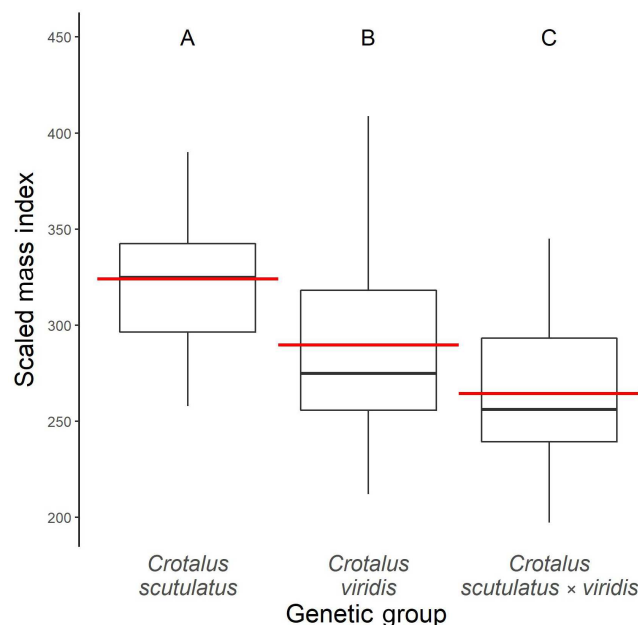 A B C
450
400
350
300
250
200
Scaled mass index
Crotalus
scutulatus
Crotalus
viridis
Crotalus
scutulatus × viridis
Genetic group